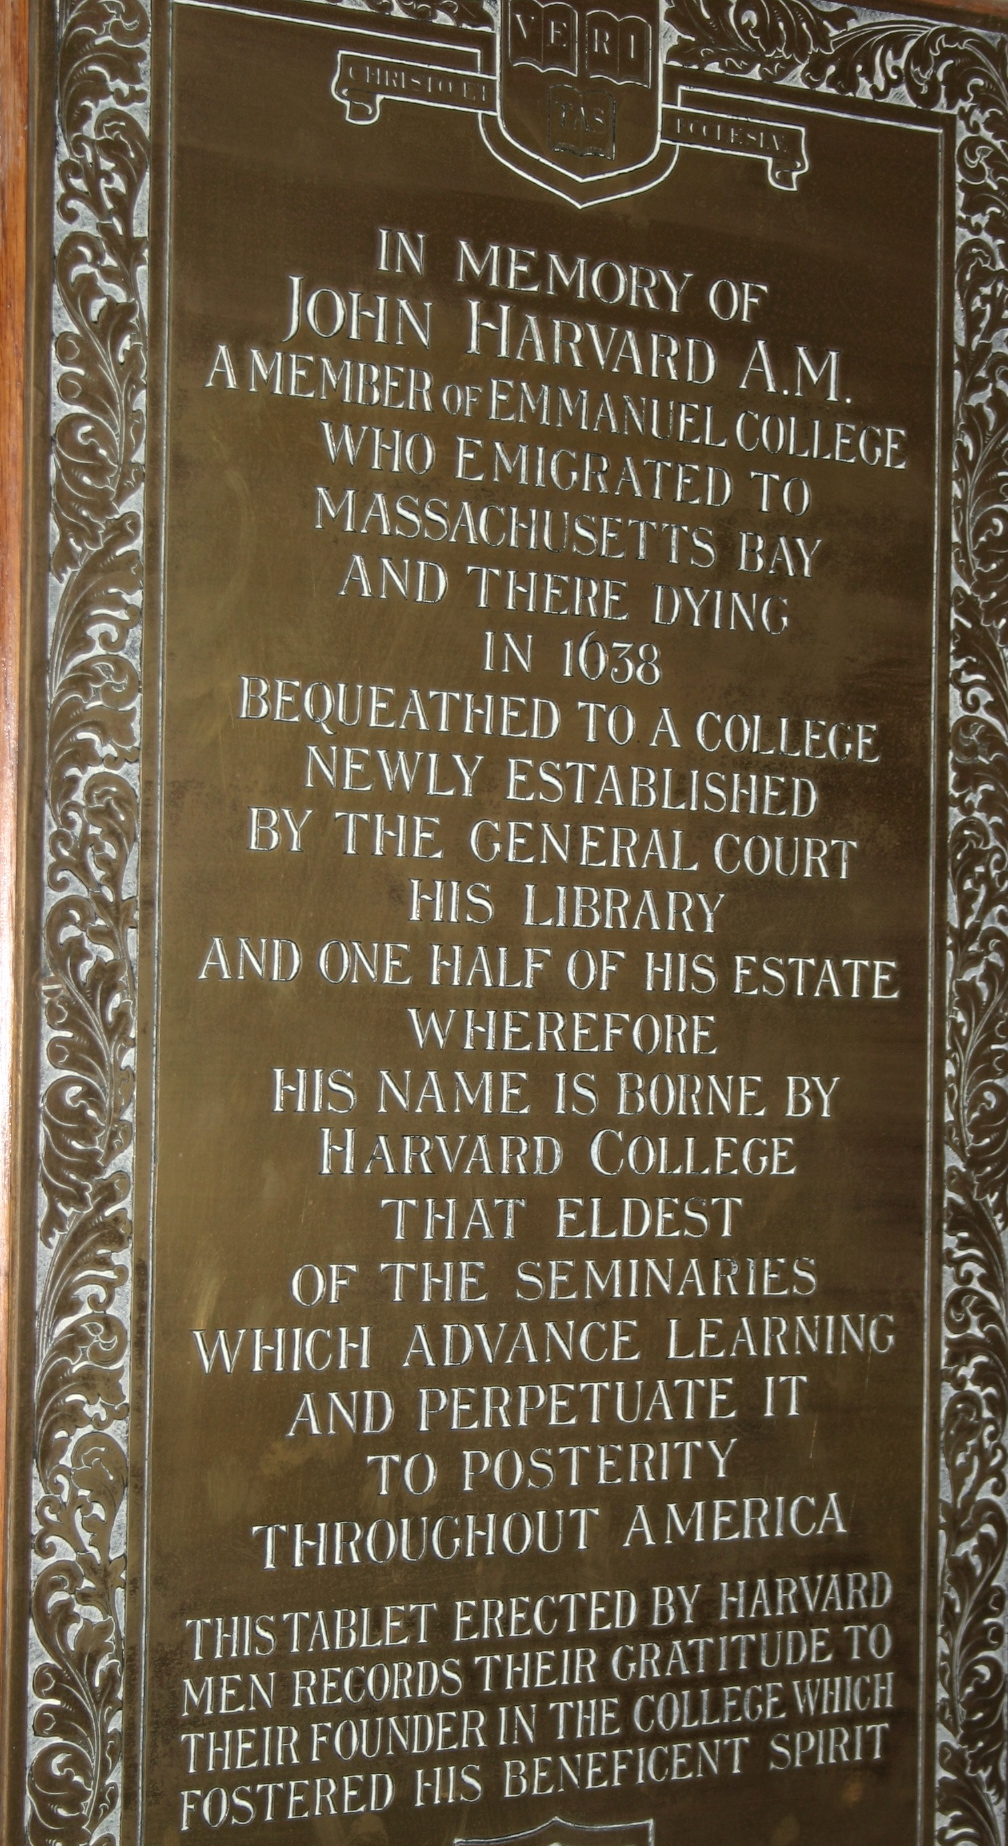 VE RI
TAS
CHRISTO ET
ECCLESIÆ
IN MEMORY OF
JOHN HARVARD A.M.
A MEMBER OF EMMANUEL COLLEGE
WHO EMIGRATED TO
MASSACHUSETTS BAY
AND THERE DYING
IN 1638
BEQUEATHED TO A COLLEGE
NEWLY ESTABLISHED
BY THE GENERAL COURT
HIS LIBRARY
AND ONE HALF OF HIS ESTATE
WHEREFORE
HIS NAME IS BORNE BY
HARVARD COLLEGE
THAT ELDEST
OF THE SEMINARIES
WHICH ADVANCE LEARNING
AND PERPETUATE IT
TO POSTERITY
THROUGHOUT AMERICA
THIS TABLET ERECTED BY HARVARD
MEN RECORDS THEIR GRATITUDE TO
THEIR FOUNDER IN THE COLLEGE WHICH
FOSTERED HIS BENEFICENT SPIRIT